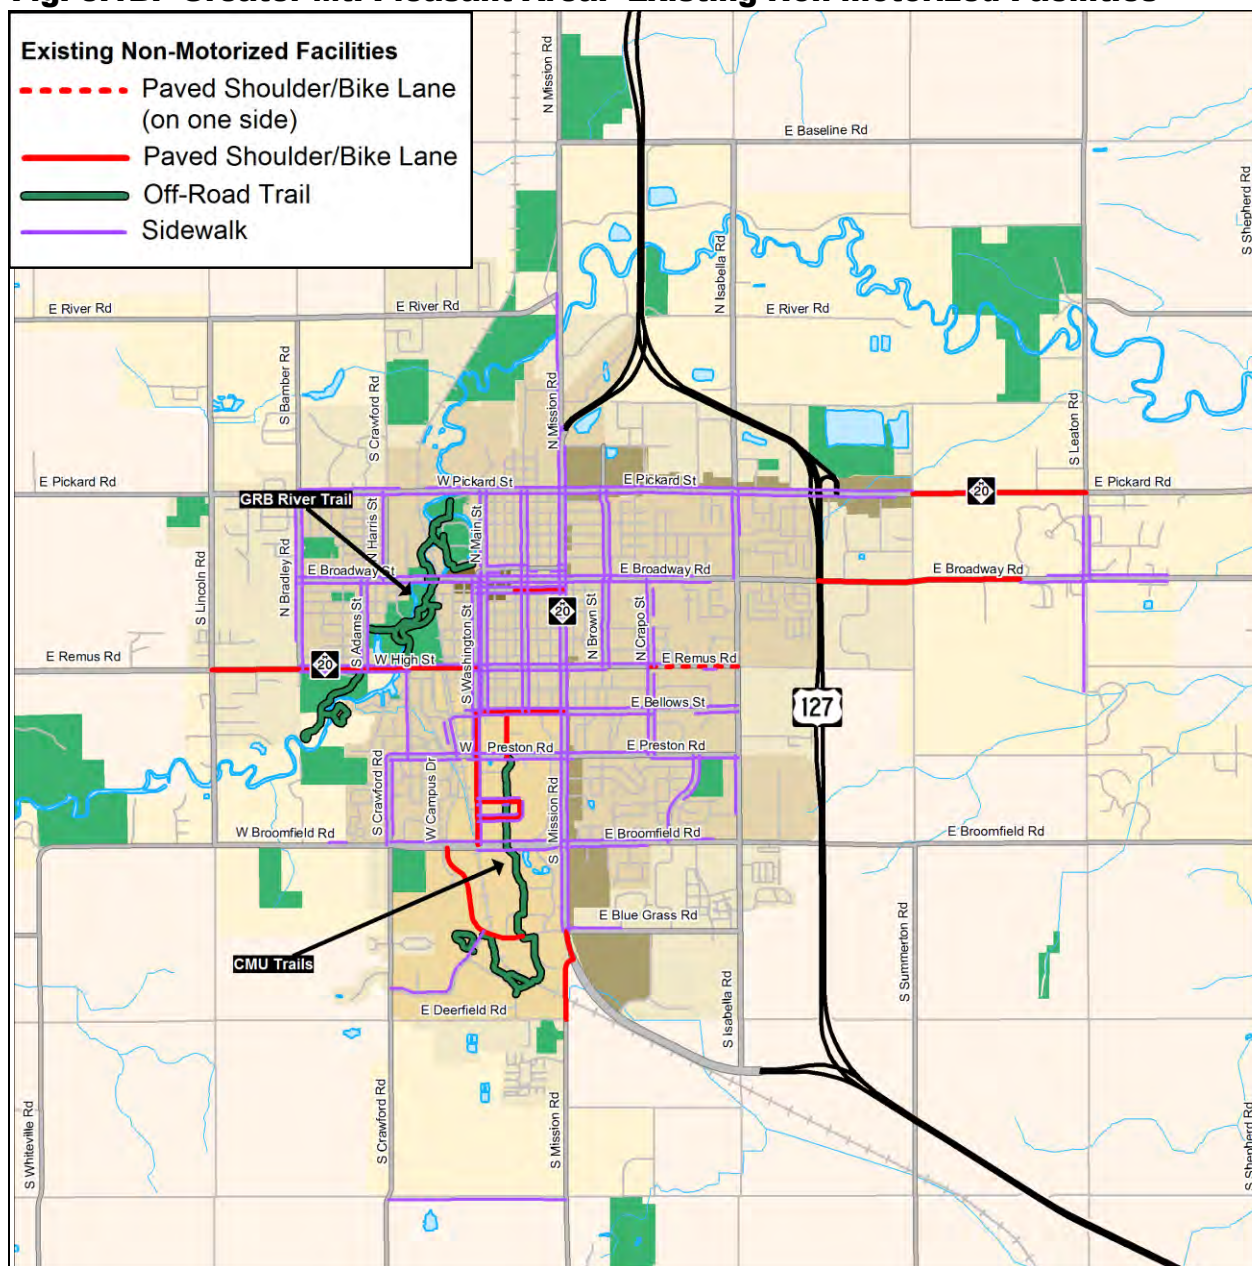 Existing Non-Motorized Facilities
Paved Shoulder/Bike Lane
(on one side)
Paved Shoulder/Bike Lane
Off-Road Trail
Sidewalk
N Mission Rd
E Baseline Rd
S Shepherd Rd
N Isabella Rd
E River Rd
E River Rd
E River Rd
S Bamber Rd
S Crawford Rd
N Mission Rd
S Leaton Rd
E Pickard Rd
W Pickard St
E Pickard St
20
E Pickard Rd
GRB River Trail
N Harris St
N Main St
S Lincoln Rd
N Bradley Rd
E Broadway St
E Broadway Rd
E Broadway Rd
S Adams St
S Washington St
20
N Brown St
N Crapo St
E Remus Rd
20
W High St
E Remus Rd
E Bellows St
127
W Preston Rd
E Preston Rd
S Crawford Rd
W Campus Dr
S Mission Rd
W Broomfield Rd
E Broomfield Rd
E Broomfield Rd
E Blue Grass Rd
CMU Trails
S Summerton Rd
E Deerfield Rd
S Isabella Rd
S Whiteville Rd
S Crawford Rd
S Mission Rd
S Shepherd Rd